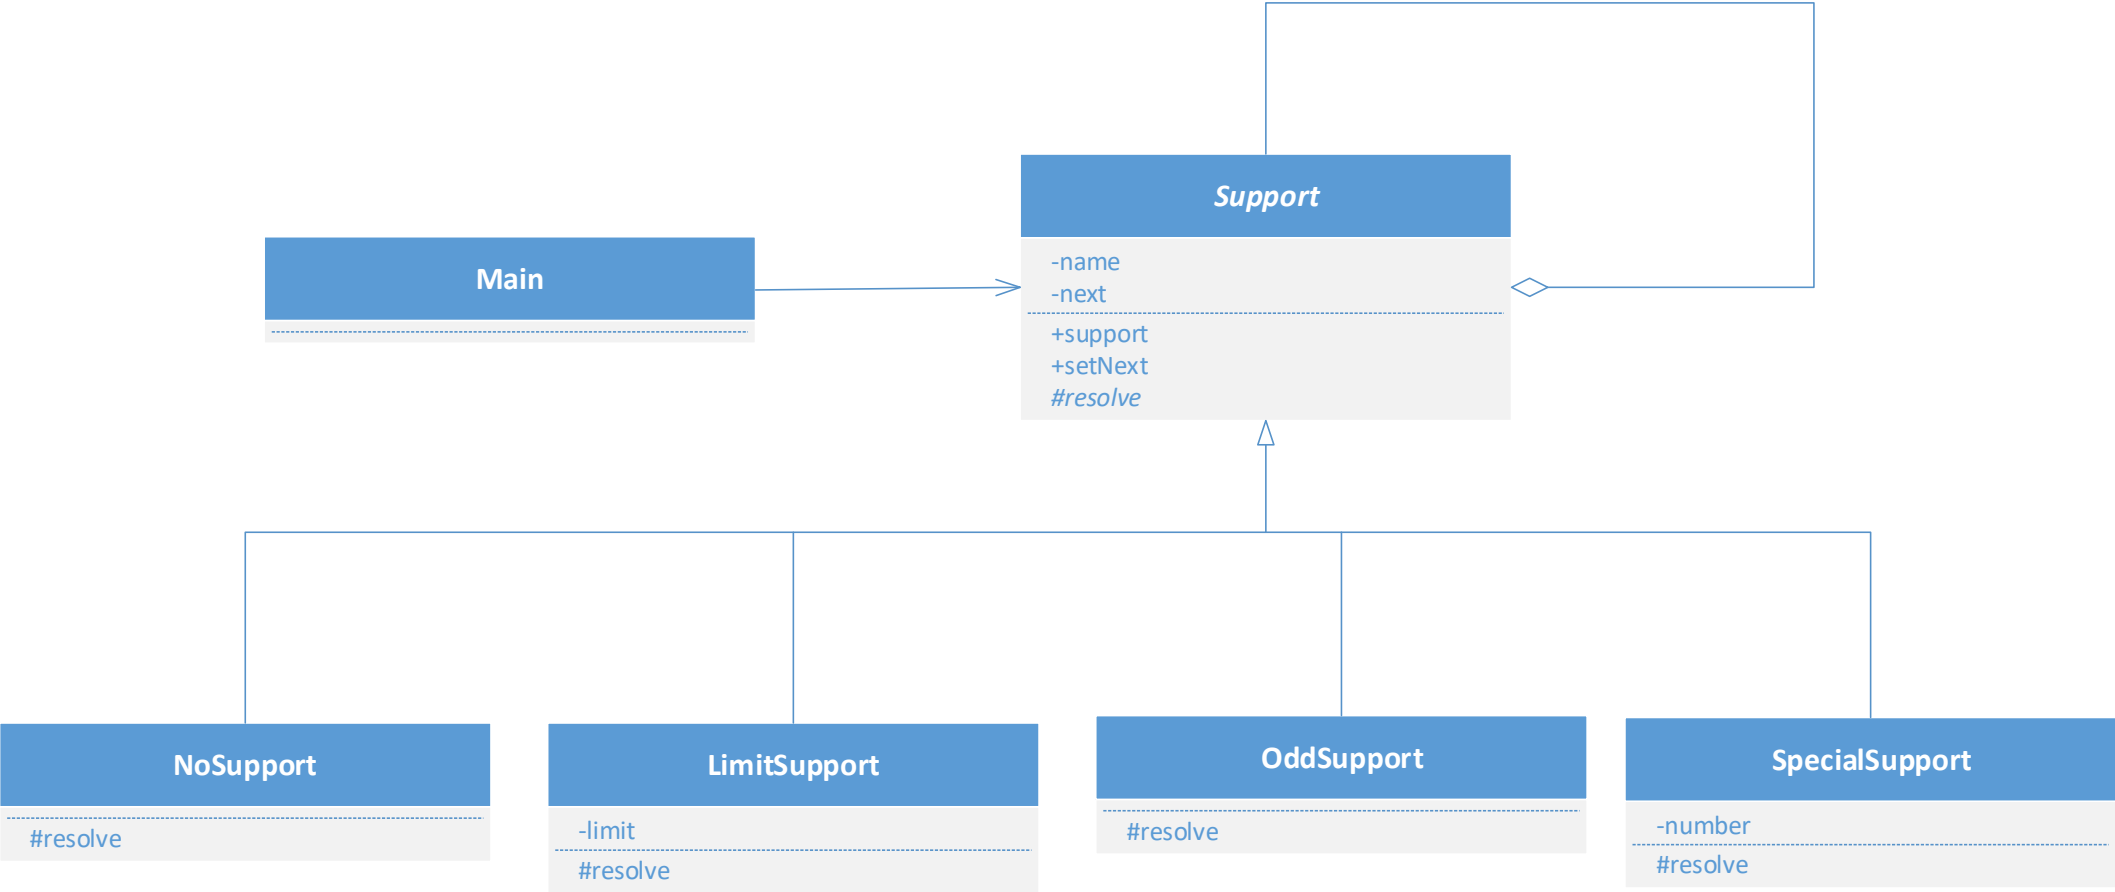 Support
-name
-next
+support
+setNext
#resolve
Main
NoSupport
#resolve
LimitSupport
-limit
#resolve
OddSupport
#resolve
SpecialSupport
-number
#resolve